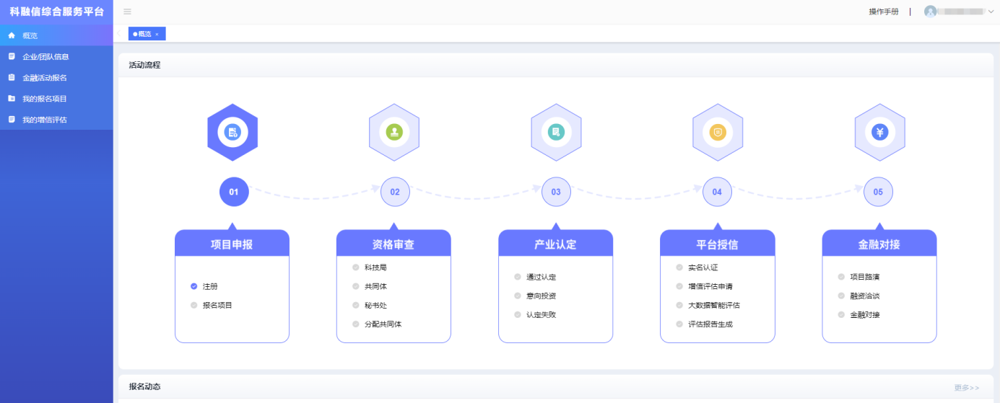 科融信综合服务平台
操作手册
概览
概览 ×
企业/团队信息
金融活动报名
我的报名项目
我的增信评估
活动流程
01
02
03
04
05
项目申报
注册
报名项目
资格审查
科技局
共同体
秘书处
分配共同体
产业认定
通过认定
意向投资
认定失败
平台授信
实名认证
增信评估申请
大数据智能评估
评估报告生成
金融对接
项目路演
融资洽谈
金融对接
报名动态
更多>>